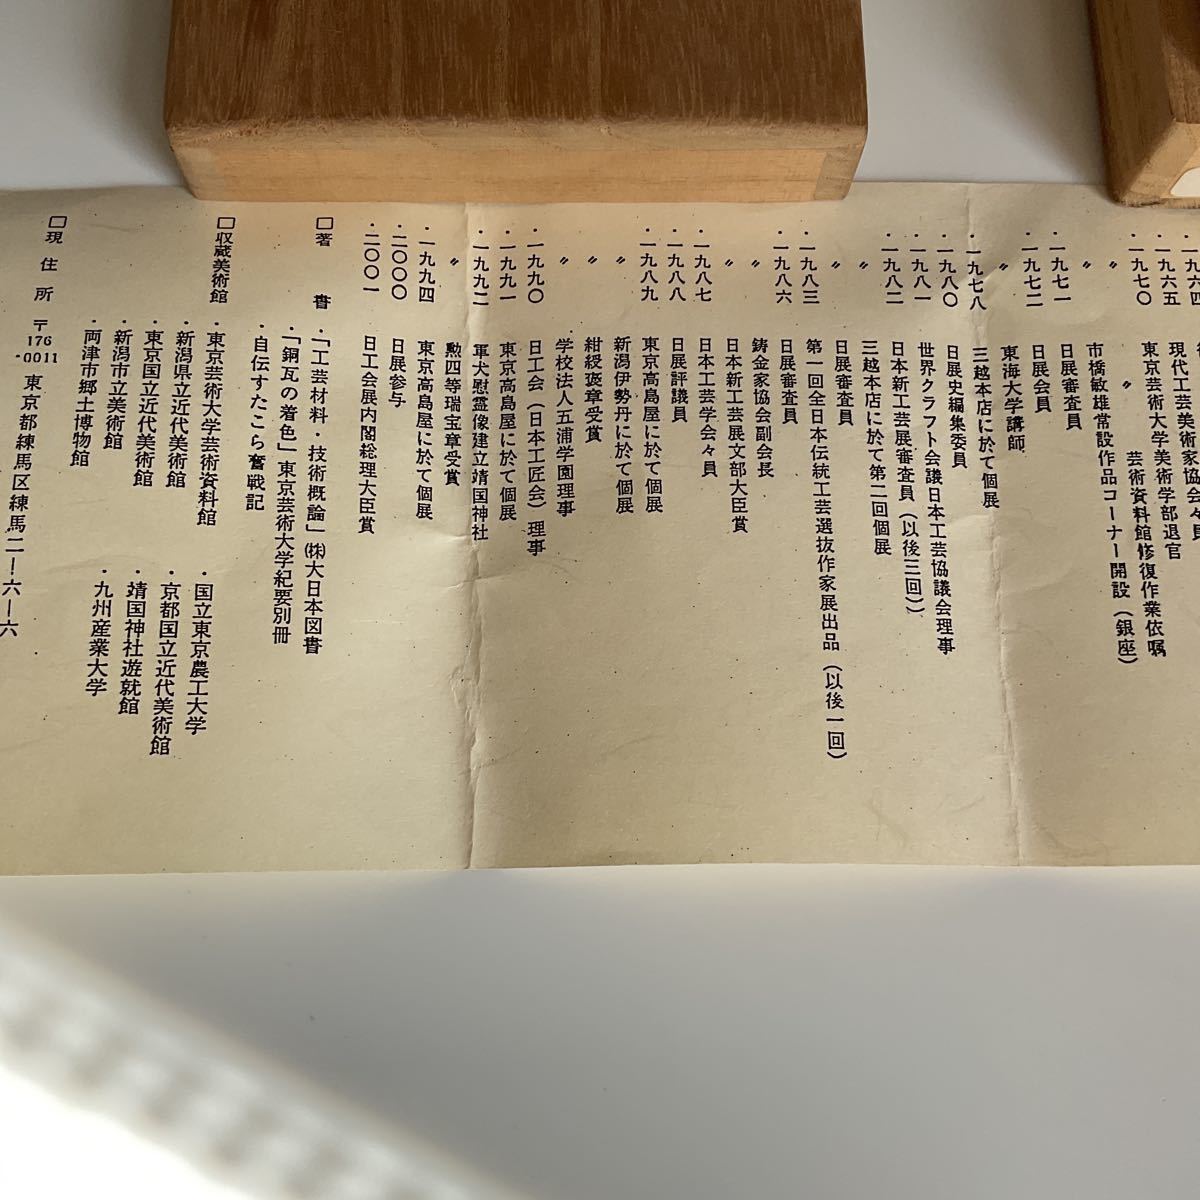 ・一九六四
・一九六五 現代工芸美術家協会々員
・一九七〇 東京芸術大学美術学部退官
〃 〃 芸術資料館修復作業依嘱
〃 市橋敏雄常設作品コーナー開設（銀座）
・一九七一 日展審査員
・一九七二 日展会員
〃 東海大学講師
・一九七八 三越本店に於て個展
・一九八〇 日展史編集委員
・一九八一 世界クラフト会議日本工芸協議会理事
・一九八二 日本新工芸展審査員（以後三回）
〃 三越本店に於て第二回個展
〃 日展審査員
・一九八三 第一回全日本伝統工芸選抜作家展出品（以後一回）
・一九八六 日展審査員
〃 鋳金家協会副会長
〃 日本新工芸展文部大臣賞
・一九八七 日本工芸学会々員
・一九八八 日展評議員
・一九八九 東京高島屋に於て個展
〃 新潟伊勢丹に於て個展
〃 紺綬褒章受賞
〃 学校法人五浦学園理事
・一九九〇 日工会（日本工匠会）理事
・一九九一 東京高島屋に於て個展
・一九九二 軍犬慰霊像建立靖国神社
〃 勲四等瑞宝章受賞
・一九九四 東京高島屋に於て個展
・二〇〇〇 日展参与
・二〇〇一 日工会展内閣総理大臣賞
□著書 ・「工芸材料・技術概論」㈱大日本図書
・「銅瓦の着色」東京芸術大学紀要別冊
・自伝すたこら奮戦記
□収蔵美術館 ・東京芸術大学芸術資料館 ・国立東京農工大学
・新潟県立近代美術館 ・京都国立近代美術館
・東京国立近代美術館 ・靖国神社遊就館
・新潟市立美術館 ・九州産業大学
・両津市郷土博物館
□現住所 〒176-0011 東京都練馬区練馬二―六―六